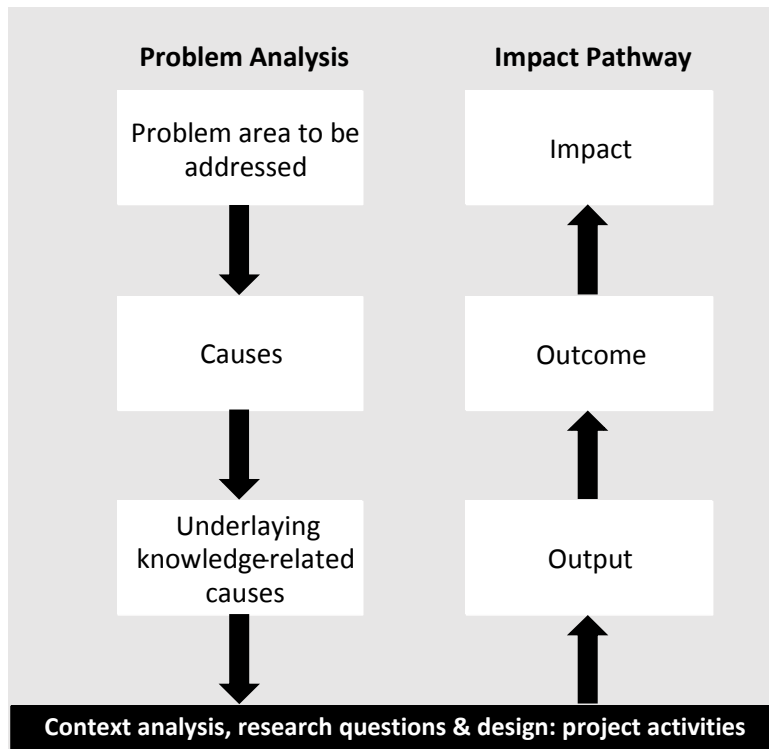 Problem Analysis
Impact Pathway
Problem area to be
addressed
Impact
Causes
Outcome
Underlaying
knowledge-related
causes
Output
Context analysis, research questions & design: project activities